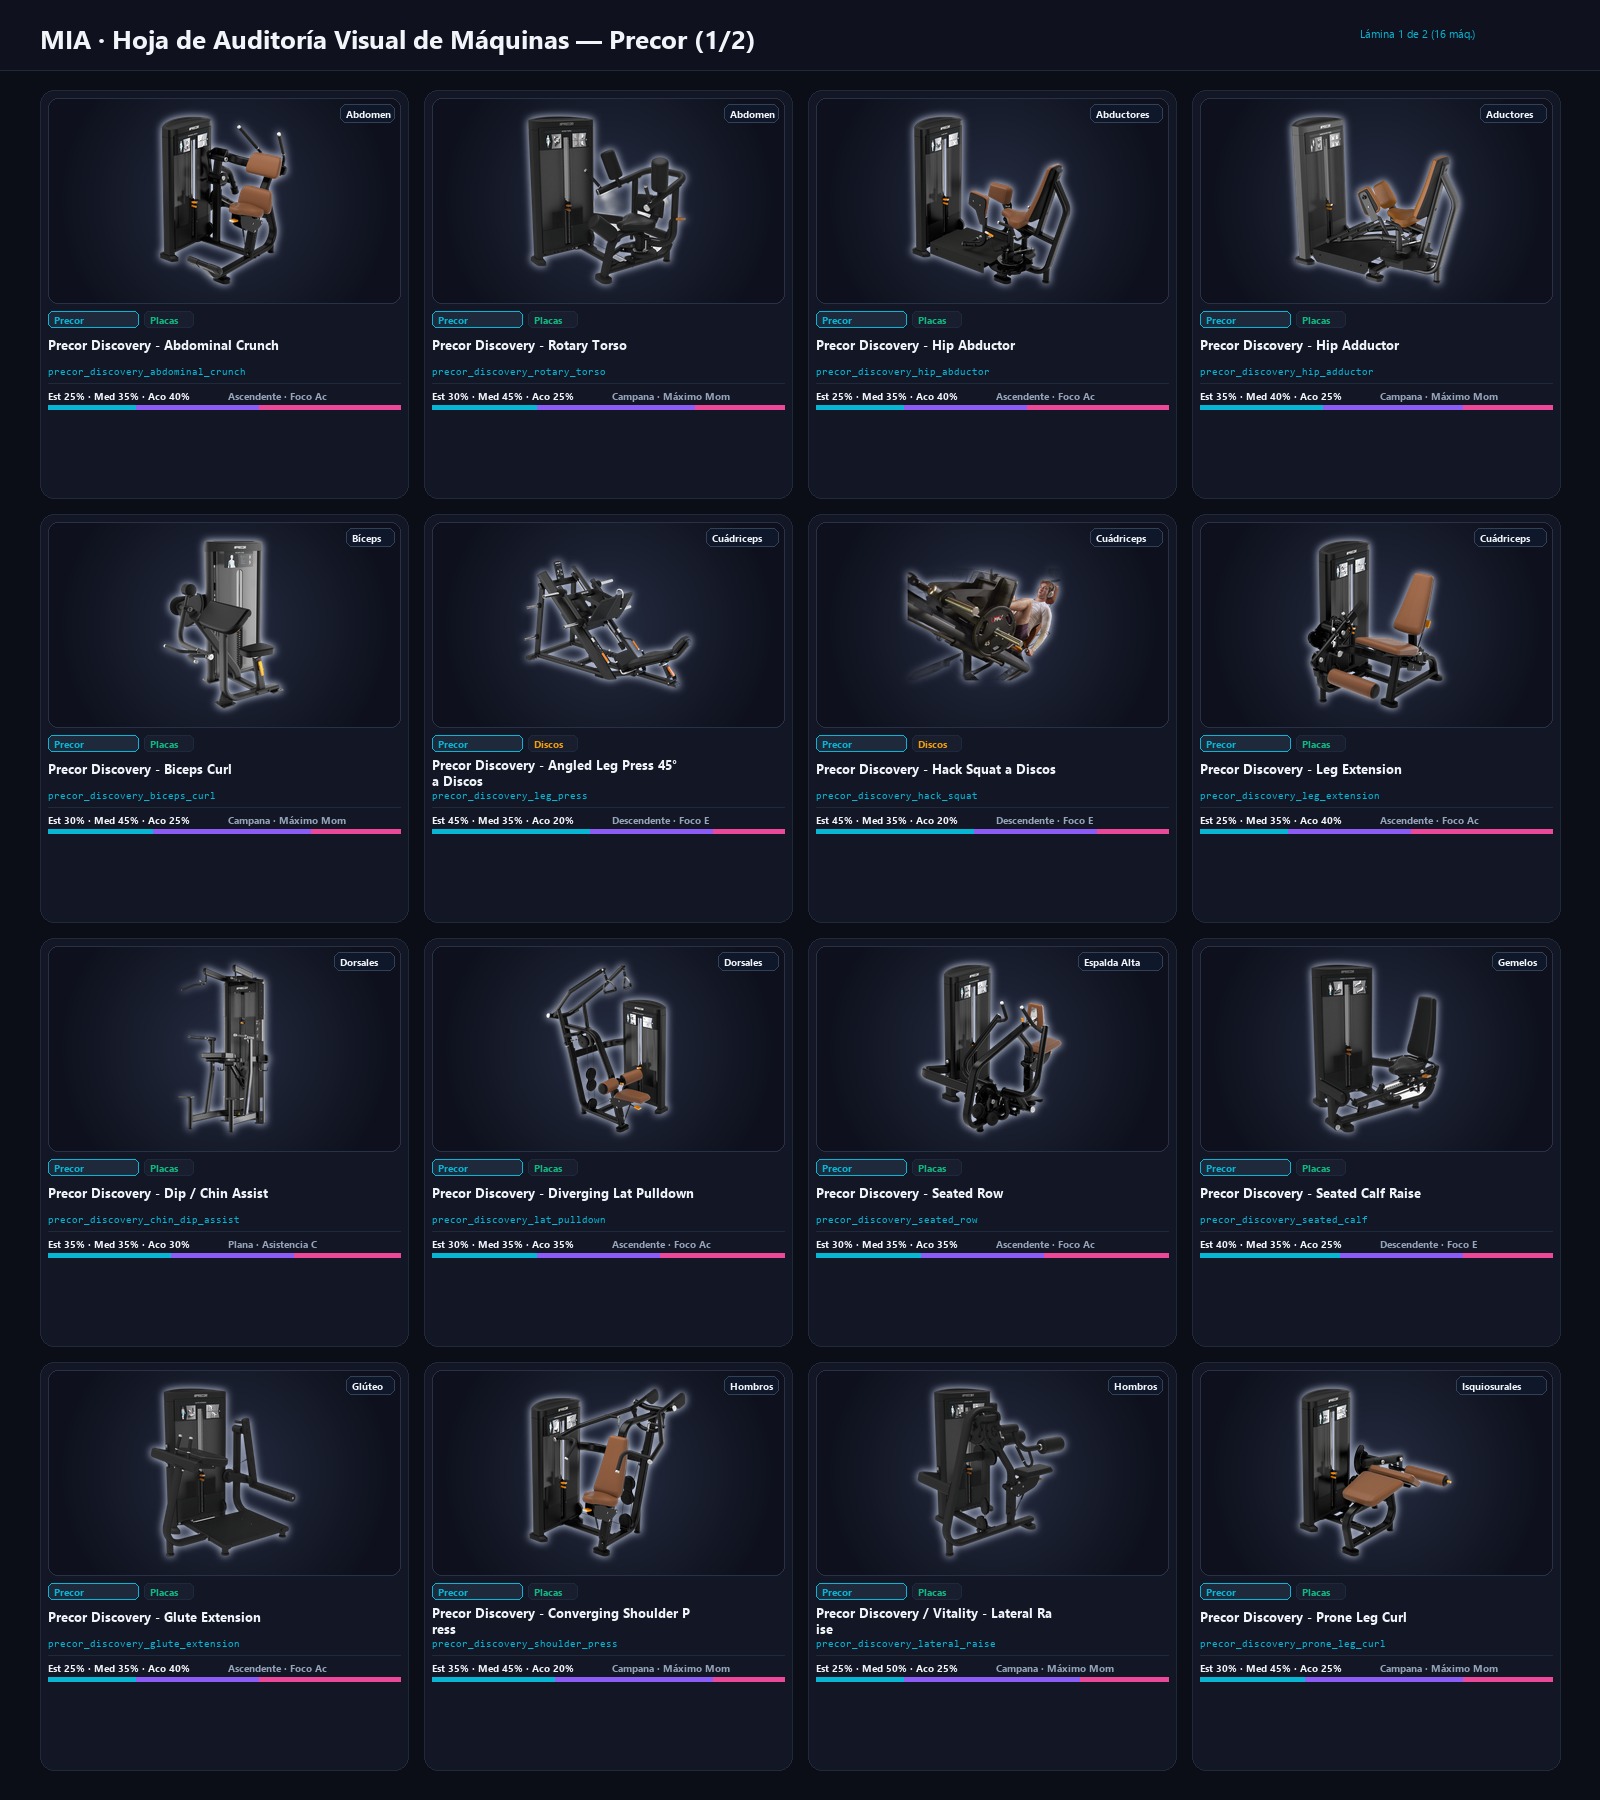 MIA · Hoja de Auditoría Visual de Máquinas — Precor (1/2)
Lámina 1 de 2 (16 máq.)
Abdomen
Precor
Placas
Precor Discovery - Abdominal Crunch
precor_discovery_abdominal_crunch
Est 25% · Med 35% · Aco 40%
Ascendente · Foco Ac
Abdomen
Precor
Placas
Precor Discovery - Rotary Torso
precor_discovery_rotary_torso
Est 30% · Med 45% · Aco 25%
Campana · Máximo Mom
Abductores
Precor
Placas
Precor Discovery - Hip Abductor
precor_discovery_hip_abductor
Est 25% · Med 35% · Aco 40%
Ascendente · Foco Ac
Aductores
Precor
Placas
Precor Discovery - Hip Adductor
precor_discovery_hip_adductor
Est 35% · Med 40% · Aco 25%
Campana · Máximo Mom
Bíceps
Precor
Placas
Precor Discovery - Biceps Curl
precor_discovery_biceps_curl
Est 30% · Med 45% · Aco 25%
Campana · Máximo Mom
Cuádriceps
Precor
Discos
Precor Discovery - Angled Leg Press 45°
a Discos
precor_discovery_leg_press
Est 45% · Med 35% · Aco 20%
Descendente · Foco E
Cuádriceps
Precor
Discos
Precor Discovery - Hack Squat a Discos
precor_discovery_hack_squat
Est 45% · Med 35% · Aco 20%
Descendente · Foco E
Cuádriceps
Precor
Placas
Precor Discovery - Leg Extension
precor_discovery_leg_extension
Est 25% · Med 35% · Aco 40%
Ascendente · Foco Ac
Dorsales
Precor
Placas
Precor Discovery - Dip / Chin Assist
precor_discovery_chin_dip_assist
Est 35% · Med 35% · Aco 30%
Plana · Asistencia C
Dorsales
Precor
Placas
Precor Discovery - Diverging Lat Pulldown
precor_discovery_lat_pulldown
Est 30% · Med 35% · Aco 35%
Ascendente · Foco Ac
Espalda Alta
Precor
Placas
Precor Discovery - Seated Row
precor_discovery_seated_row
Est 30% · Med 35% · Aco 35%
Ascendente · Foco Ac
Gemelos
Precor
Placas
Precor Discovery - Seated Calf Raise
precor_discovery_seated_calf
Est 40% · Med 35% · Aco 25%
Descendente · Foco E
Glúteo
Precor
Placas
Precor Discovery - Glute Extension
precor_discovery_glute_extension
Est 25% · Med 35% · Aco 40%
Ascendente · Foco Ac
Hombros
Precor
Placas
Precor Discovery - Converging Shoulder P
ress
precor_discovery_shoulder_press
Est 35% · Med 45% · Aco 20%
Campana · Máximo Mom
Hombros
Precor
Placas
Precor Discovery / Vitality - Lateral Ra
ise
precor_discovery_lateral_raise
Est 25% · Med 50% · Aco 25%
Campana · Máximo Mom
Isquiosurales
Precor
Placas
Precor Discovery - Prone Leg Curl
precor_discovery_prone_leg_curl
Est 30% · Med 45% · Aco 25%
Campana · Máximo Mom